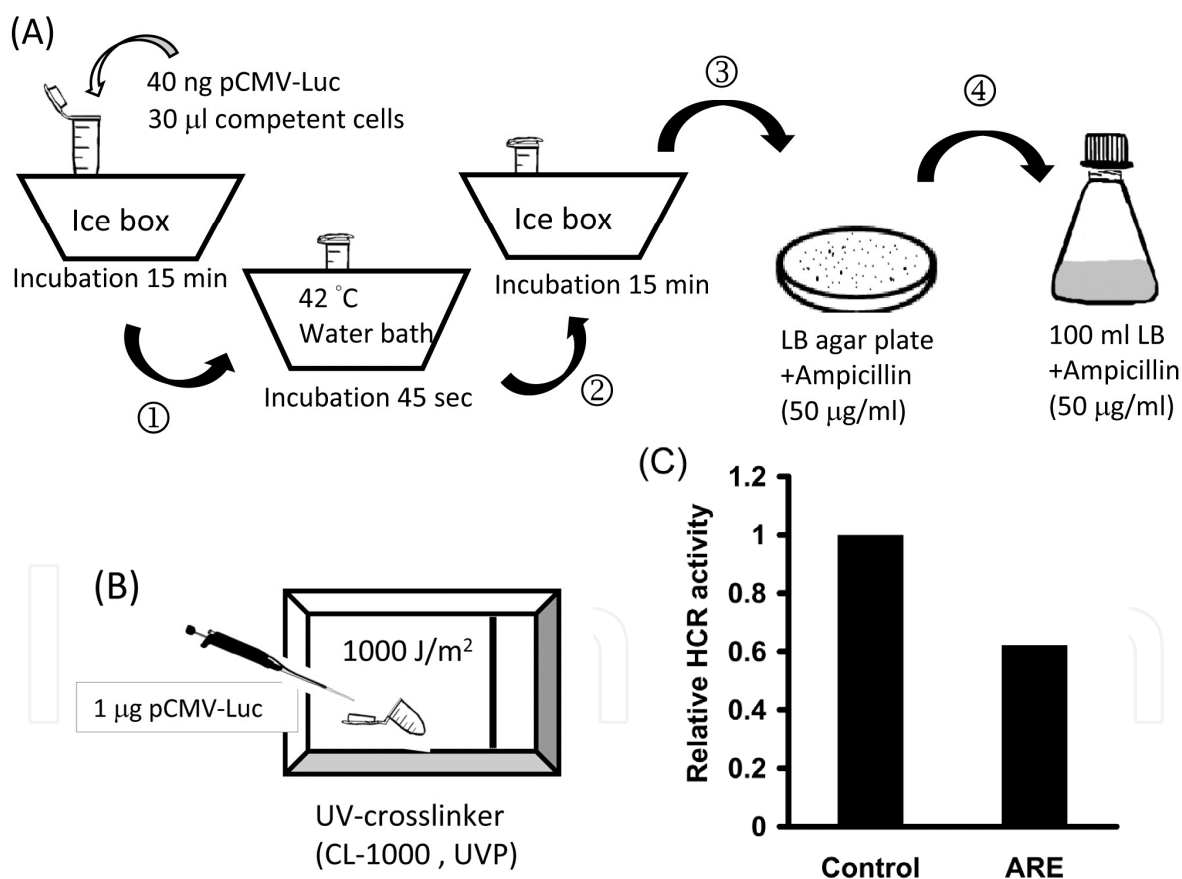 (A)
40 ng pCMV-Luc
30 μl competent cells
Ice box
Incubation 15 min
①
42 °C
Water bath
Incubation 45 sec
②
Ice box
Incubation 15 min
③
LB agar plate
+Ampicillin
(50 μg/ml)
④
100 ml LB
+Ampicillin
(50 μg/ml)
(B)
1 μg pCMV-Luc
1000 J/m²
UV-crosslinker
(CL-1000 , UVP)
(C)
Relative HCR activity
1.2
1
0.8
0.6
0.4
0.2
0
Control
ARE